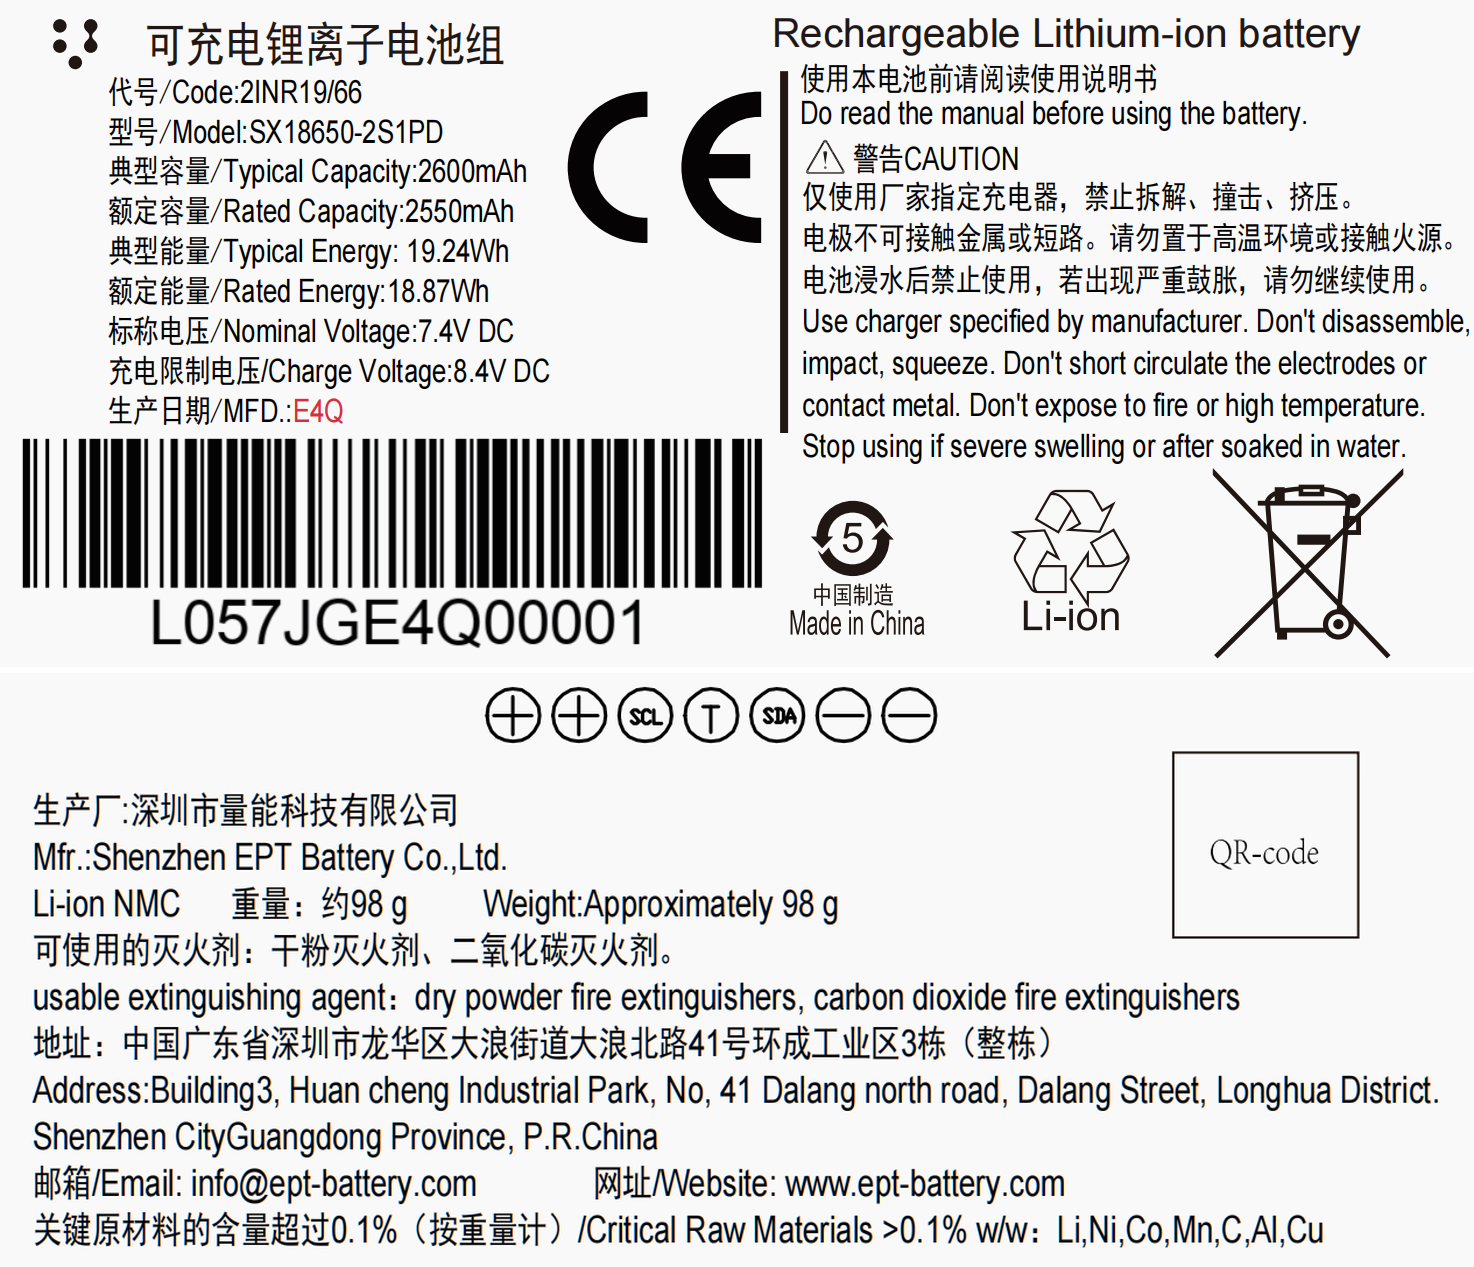 可充电锂离子电池组
代号/Code:2INR19/66
型号/Model:SX18650-2S1PD
典型容量/Typical Capacity:2600mAh
额定容量/Rated Capacity:2550mAh
典型能量/Typical Energy: 19.24Wh
额定能量/Rated Energy:18.87Wh
标称电压/Nominal Voltage:7.4V DC
充电限制电压/Charge Voltage:8.4V DC
生产日期/MFD.:E4Q
CE
L057JGE4Q00001
Rechargeable Lithium-ion battery
使用本电池前请阅读使用说明书
Do read the manual before using the battery.
警告CAUTION
仅使用厂家指定充电器，禁止拆解、撞击、挤压。
电极不可接触金属或短路。请勿置于高温环境或接触火源。
电池浸水后禁止使用，若出现严重鼓胀，请勿继续使用。
Use charger specified by manufacturer. Don't disassemble,
impact, squeeze. Don't short circulate the electrodes or
contact metal. Don't expose to fire or high temperature.
Stop using if severe swelling or after soaked in water.
5
中国制造
Made in China
Li-ion
SCL T SDA
生产厂:深圳市量能科技有限公司
Mfr.:Shenzhen EPT Battery Co.,Ltd.
Li-ion NMC 重量：约98 g Weight:Approximately 98 g
可使用的灭火剂：干粉灭火剂、二氧化碳灭火剂。
usable extinguishing agent：dry powder fire extinguishers, carbon dioxide fire extinguishers
地址：中国广东省深圳市龙华区大浪街道大浪北路41号环成工业区3栋（整栋）
Address:Building3, Huan cheng Industrial Park, No, 41 Dalang north road, Dalang Street, Longhua District.
Shenzhen CityGuangdong Province, P.R.China
邮箱/Email: info@ept-battery.com 网址/Website: www.ept-battery.com
关键原材料的含量超过0.1%（按重量计）/Critical Raw Materials >0.1% w/w：Li,Ni,Co,Mn,C,Al,Cu
QR-code